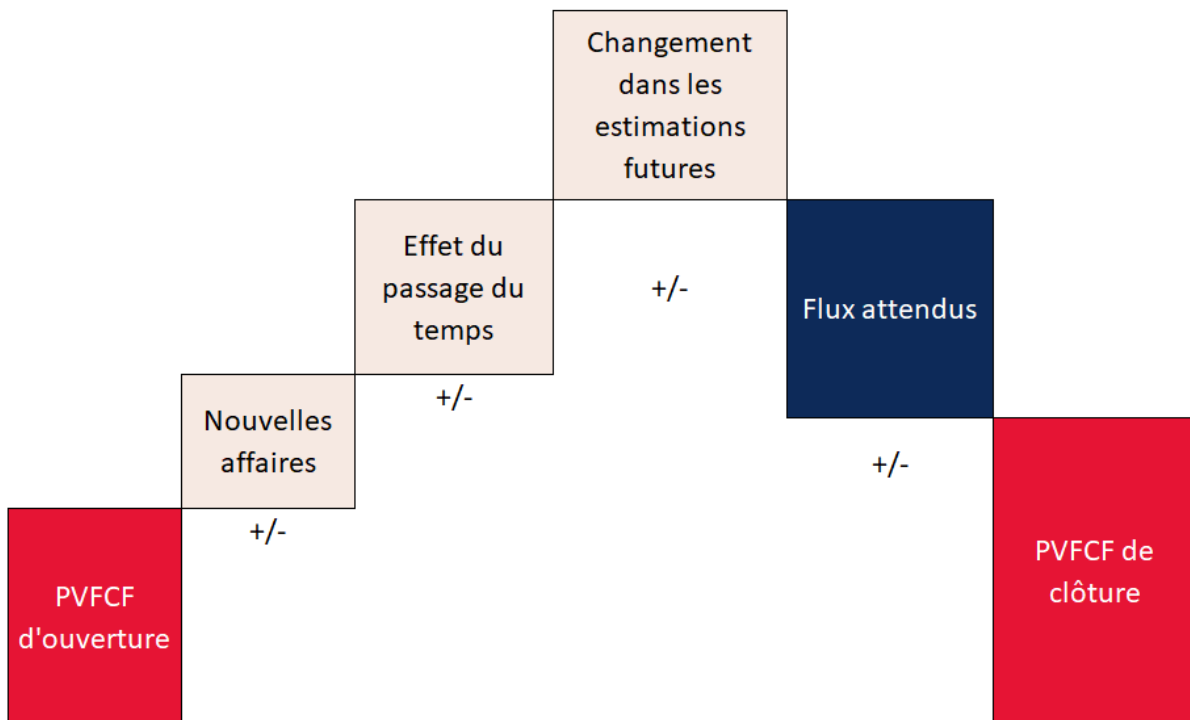 Changement
dans les
estimations
futures
Effet du
passage du
temps
+/-
Flux attendus
+/-
Nouvelles
affaires
+/-
+/-
PVFCF
d'ouverture
PVFCF de
clôture